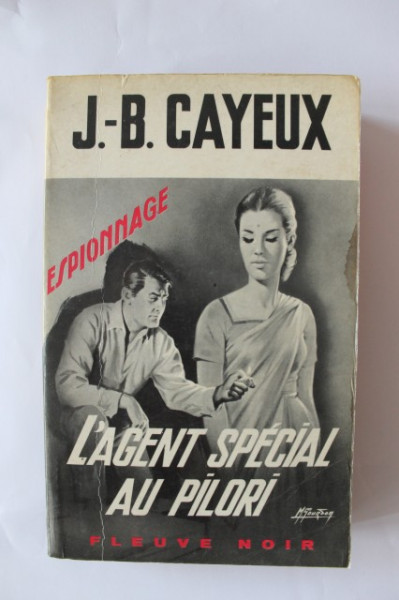 J.-B. CAYEUX
ESPIONNAGE
L'AGENT SPÉCIAL
AU PILORI
FLEUVE NOIR